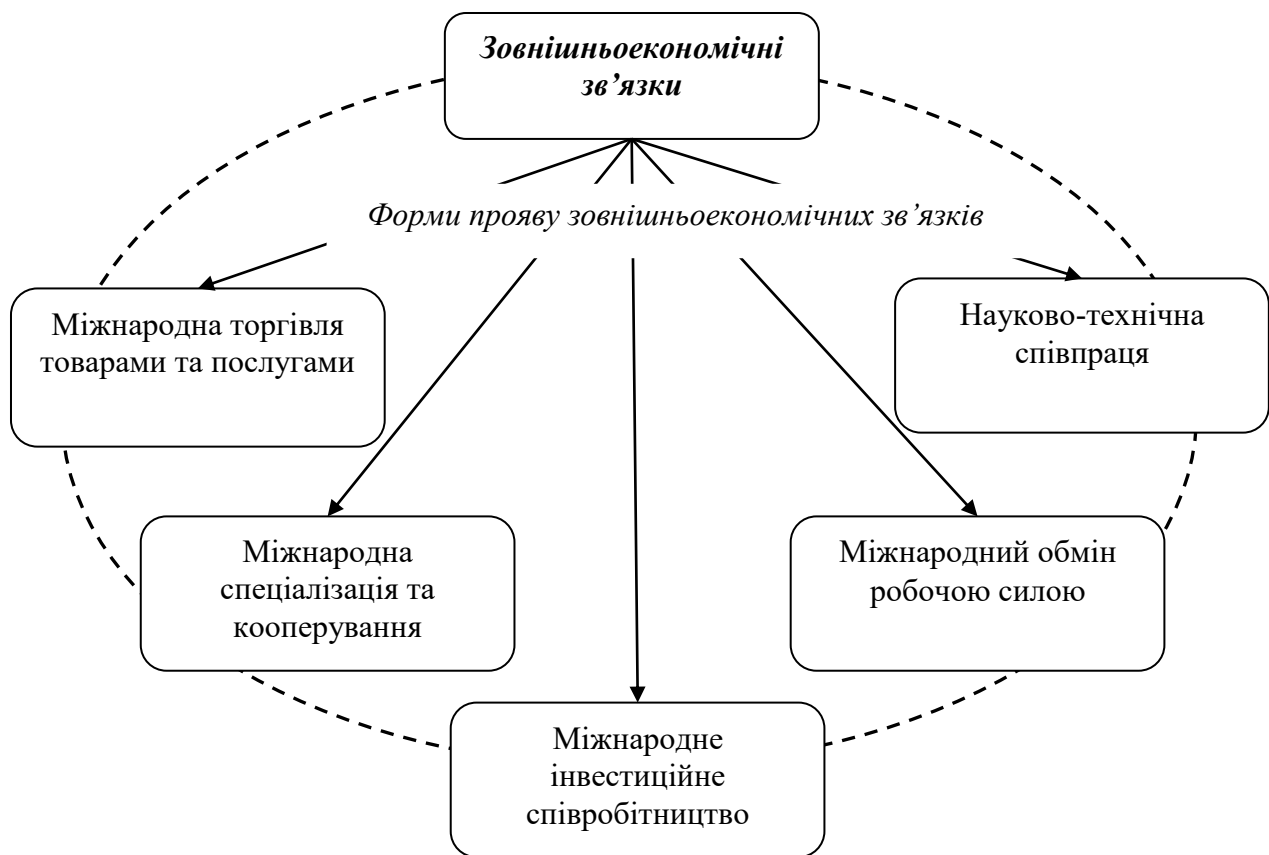 Зовнішньоекономічні
зв’язки
Форми прояву зовнішньоекономічних зв’язків
Міжнародна торгівля
товарами та послугами
Науково-технічна
співпраця
Міжнародна
спеціалізація та
кооперування
Міжнародний обмін
робочою силою
Міжнародне
інвестиційне
співробітництво